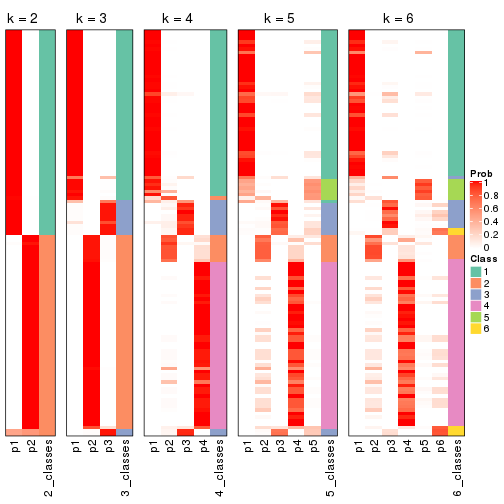 k = 2
k = 3
k = 4
k = 5
k = 6
Prob
1
0.8
0.6
0.4
0.2
0
Class
1
2
3
4
5
6
p1
p2
2_classes
p1
p2
p3
3_classes
p1
p2
p3
p4
4_classes
p1
p2
p3
p4
p5
5_classes
p1
p2
p3
p4
p5
p6
6_classes